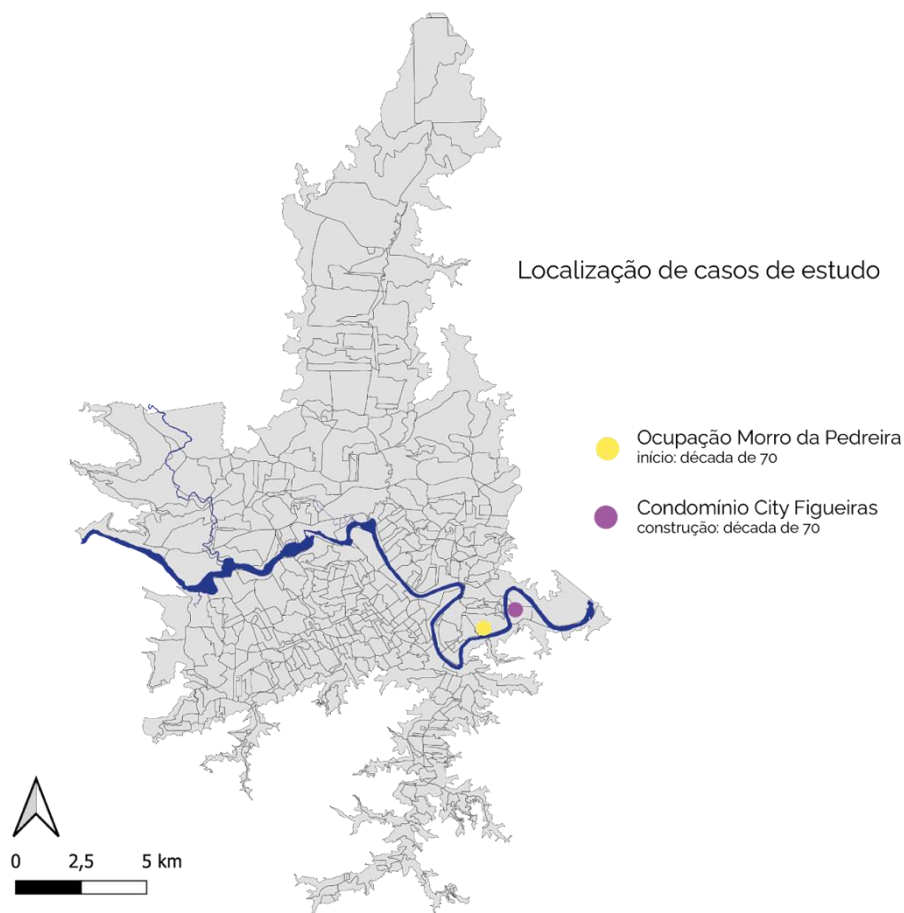 Localização de casos de estudo
Ocupação Morro da Pedreira
início: década de 70
Condomínio City Figueiras
construção: década de 70
0 2,5 5 km